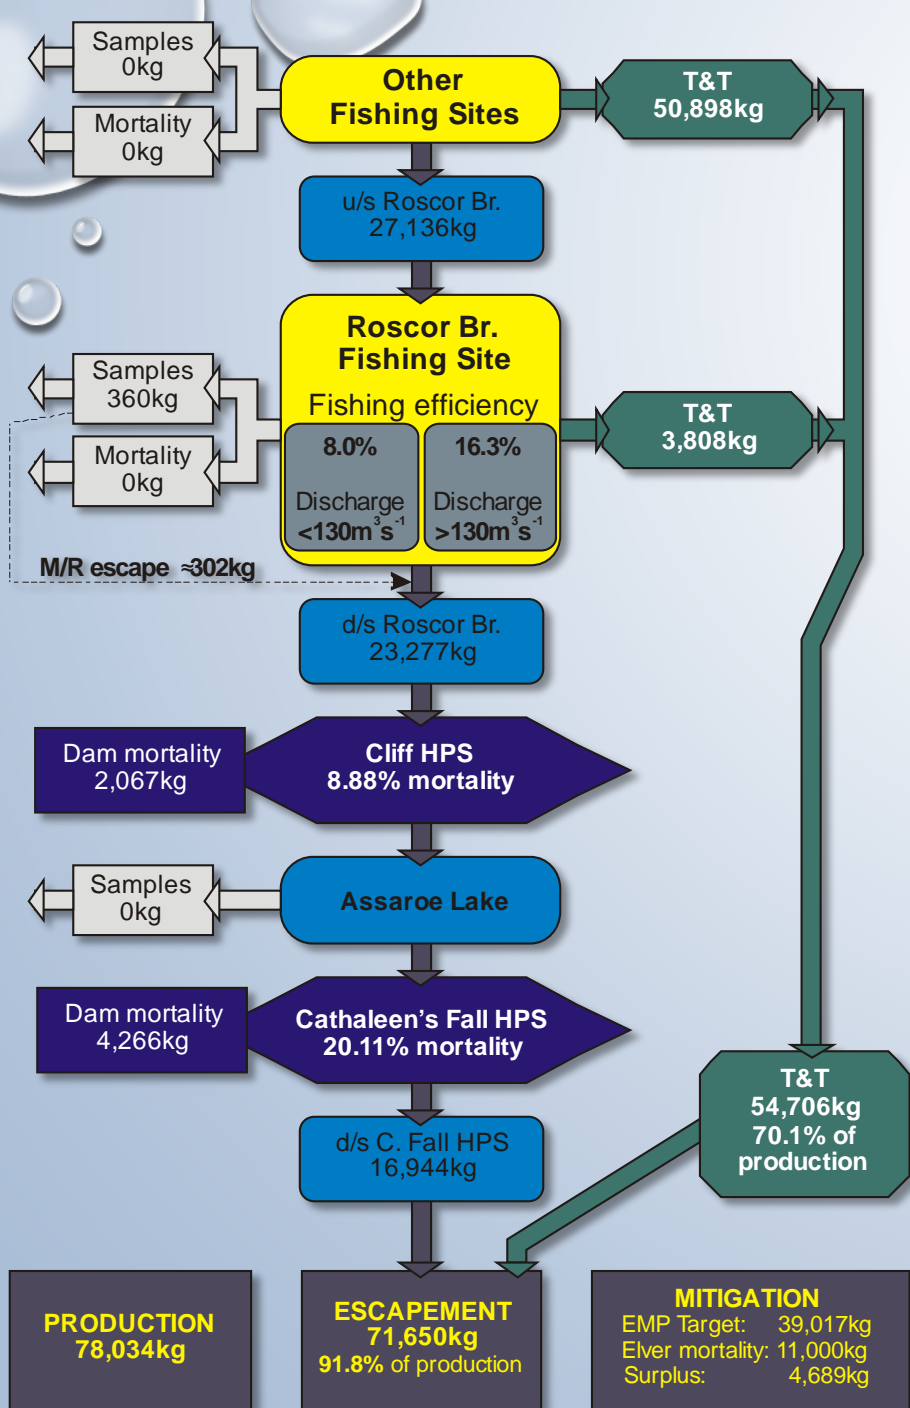 Samples
0kg
Mortality
0kg
Other
Fishing Sites
T&T
50,898kg
u/s Roscor Br.
27,136kg
Roscor Br.
Fishing Site
Fishing efficiency
8.0%
Discharge
<130m³s⁻¹
16.3%
Discharge
>130m³s⁻¹
Samples
360kg
Mortality
0kg
T&T
3,808kg
M/R escape ≈302kg
d/s Roscor Br.
23,277kg
Dam mortality
2,067kg
Cliff HPS
8.88% mortality
Samples
0kg
Assaroe Lake
Dam mortality
4,266kg
Cathaleen's Fall HPS
20.11% mortality
T&T
54,706kg
70.1% of
production
d/s C. Fall HPS
16,944kg
PRODUCTION
78,034kg
ESCAPEMENT
71,650kg
91.8% of production
MITIGATION
EMP Target: 39,017kg
Elver mortality: 11,000kg
Surplus: 4,689kg